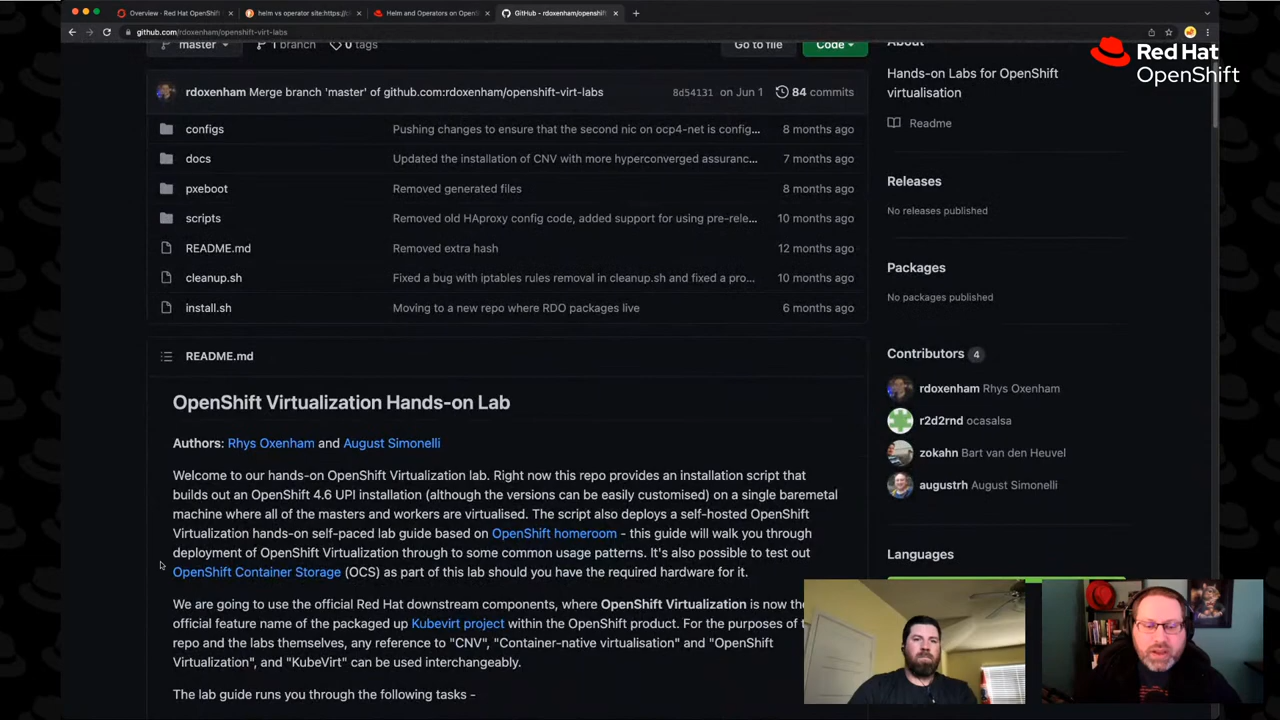 Overview · Red Hat OpenShift
helm vs operator site:https://
Helm and Operators on Open
GitHub - rdoxenham/openshift
github.com/rdoxenham/openshift-virt-labs
Red Hat
OpenShift
master
1 branch
0 tags
Go to file
Code
About
Hands-on Labs for OpenShift
virtualisation
rdoxenham Merge branch 'master' of github.com:rdoxenham/openshift-virt-labs
8d54131 on Jun 1
84 commits
Readme
configs
Pushing changes to ensure that the second nic on ocp4-net is config...
8 months ago
docs
Updated the installation of CNV with more hyperconverged assuranc...
7 months ago
pxeboot
Removed generated files
8 months ago
scripts
Removed old HAproxy config code, added support for using pre-rele...
10 months ago
README.md
Removed extra hash
12 months ago
cleanup.sh
Fixed a bug with iptables rules removal in cleanup.sh and fixed a pro...
10 months ago
install.sh
Moving to a new repo where RDO packages live
6 months ago
Releases
No releases published
Packages
No packages published
Contributors 4
rdoxenham Rhys Oxenham
r2d2rnd ocasalsa
zokahn Bart van den Heuvel
augustrh August Simonelli
Languages
README.md
OpenShift Virtualization Hands-on Lab
Authors: Rhys Oxenham and August Simonelli
Welcome to our hands-on OpenShift Virtualization lab. Right now this repo provides an installation script that
builds out an OpenShift 4.6 UPI installation (although the versions can be easily customised) on a single baremetal
machine where all of the masters and workers are virtualised. The script also deploys a self-hosted OpenShift
Virtualization hands-on self-paced lab guide based on OpenShift homeroom - this guide will walk you through
deployment of OpenShift Virtualization through to some common usage patterns. It's also possible to test out
OpenShift Container Storage (OCS) as part of this lab should you have the required hardware for it.
We are going to use the official Red Hat downstream components, where OpenShift Virtualization is now the
official feature name of the packaged up Kubevirt project within the OpenShift product. For the purposes of
repo and the labs themselves, any reference to "CNV", "Container-native virtualisation" and "OpenShift
Virtualization", and "KubeVirt" can be used interchangeably.
The lab guide runs you through the following tasks -